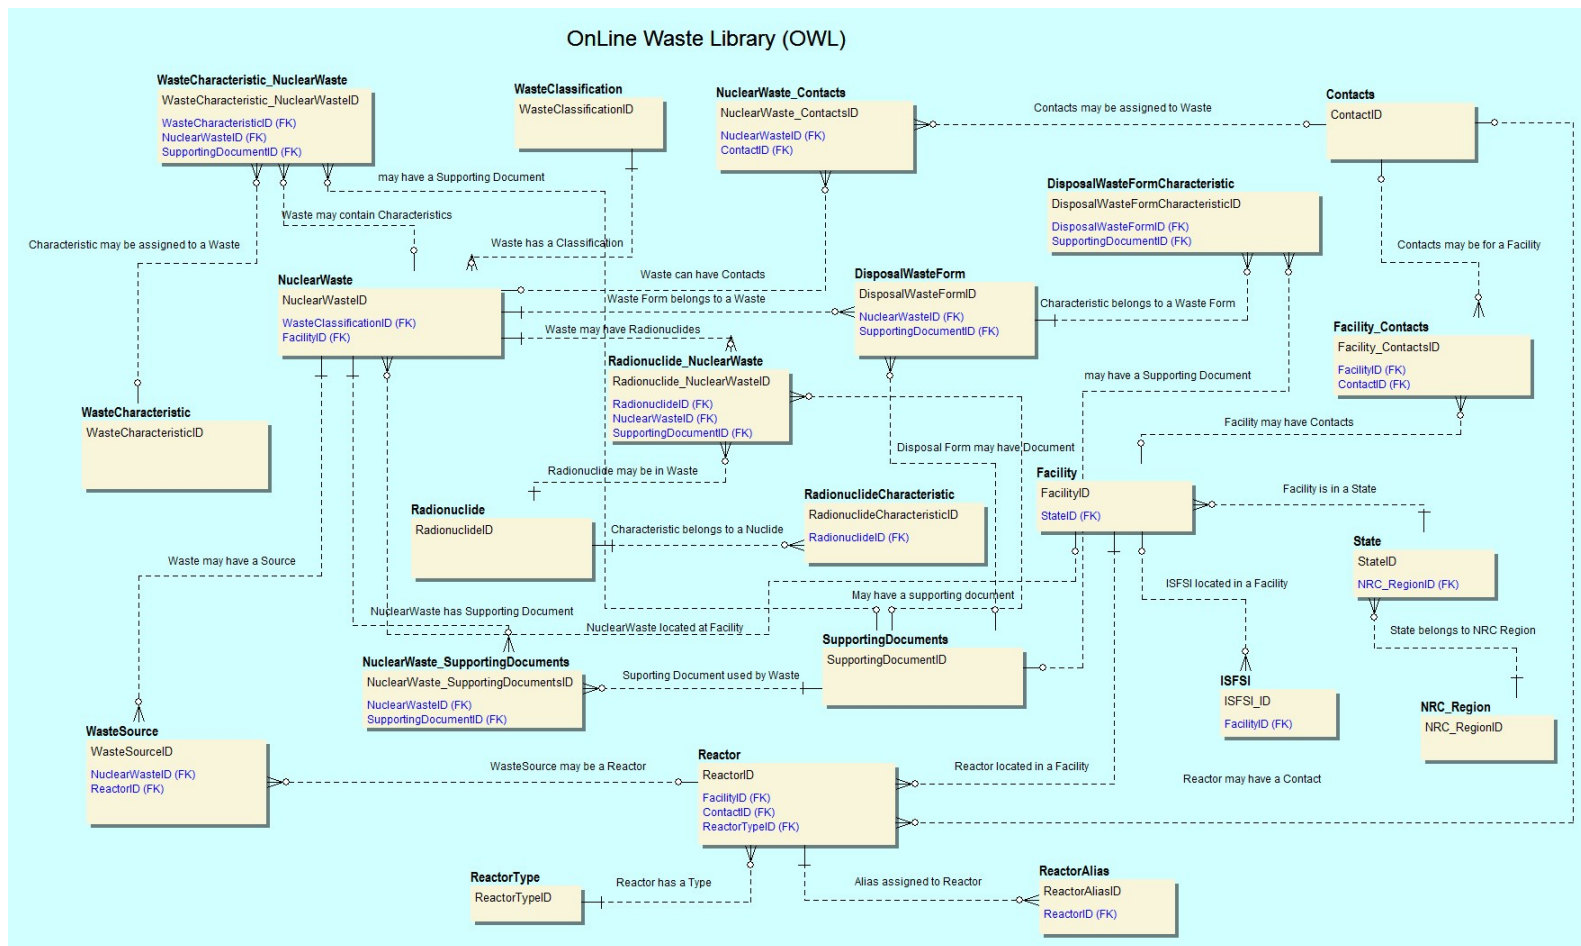 OnLine Waste Library (OWL)
WasteCharacteristic_NuclearWaste
WasteCharacteristic_NuclearWasteID
WasteCharacteristicID (FK)
NuclearWasteID (FK)
SupportingDocumentID (FK)
WasteClassification
WasteClassificationID
NuclearWaste_Contacts
NuclearWaste_ContactsID
NuclearWasteID (FK)
ContactID (FK)
Contacts may be assigned to Waste
Contacts
ContactID
may have a Supporting Document
Waste may contain Characteristics
Characteristic may be assigned to a Waste
Waste has a Classification
DisposalWasteFormCharacteristic
DisposalWasteFormCharacteristicID
DisposalWasteFormID (FK)
SupportingDocumentID (FK)
Contacts may be for a Facility
NuclearWaste
NuclearWasteID
WasteClassificationID (FK)
FacilityID (FK)
Waste can have Contacts
Waste Form belongs to a Waste
Waste may have Radionuclides
DisposalWasteForm
DisposalWasteFormID
NuclearWasteID (FK)
SupportingDocumentID (FK)
Characteristic belongs to a Waste Form
Facility_Contacts
Facility_ContactsID
FacilityID (FK)
ContactID (FK)
Radionuclide_NuclearWaste
Radionuclide_NuclearWasteID
RadionuclideID (FK)
NuclearWasteID (FK)
SupportingDocumentID (FK)
may have a Supporting Document
WasteCharacteristic
WasteCharacteristicID
Facility may have Contacts
Disposal Form may have Document
Radionuclide may be in Waste
Facility
FacilityID
StateID (FK)
Facility is in a State
Radionuclide
RadionuclideID
Characteristic belongs to a Nuclide
RadionuclideCharacteristic
RadionuclideCharacteristicID
RadionuclideID (FK)
State
StateID
NRC_RegionID (FK)
Waste may have a Source
ISFSI located in a Facility
May have a supporting document
NuclearWaste has Supporting Document
NuclearWaste located at Facility
State belongs to NRC Region
SupportingDocuments
SupportingDocumentID
NuclearWaste_SupportingDocuments
NuclearWaste_SupportingDocumentsID
NuclearWasteID (FK)
SupportingDocumentID (FK)
Suporting Document used by Waste
ISFSI
ISFSI_ID
FacilityID (FK)
NRC_Region
NRC_RegionID
WasteSource
WasteSourceID
NuclearWasteID (FK)
ReactorID (FK)
WasteSource may be a Reactor
Reactor
ReactorID
FacilityID (FK)
ContactID (FK)
ReactorTypeID (FK)
Reactor located in a Facility
Reactor may have a Contact
ReactorType
ReactorTypeID
Reactor has a Type
Alias assigned to Reactor
ReactorAlias
ReactorAliasID
ReactorID (FK)